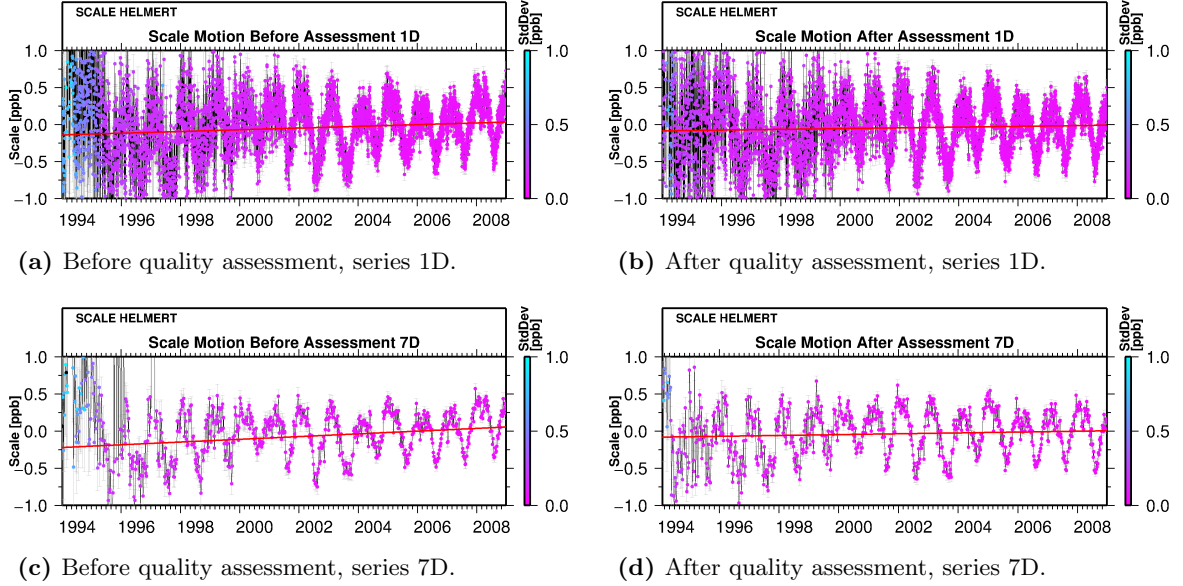 SCALE HELMERT
Scale Motion Before Assessment 1D
StdDev
[ppb]
1.0
0.5
0.0
−0.5
−1.0
Scale [ppb]
1994 1996 1998 2000 2002 2004 2006 2008
1.0
0.5
0.0
(a) Before quality assessment, series 1D.
SCALE HELMERT
Scale Motion After Assessment 1D
StdDev
[ppb]
1.0
0.5
0.0
−0.5
−1.0
Scale [ppb]
1994 1996 1998 2000 2002 2004 2006 2008
1.0
0.5
0.0
(b) After quality assessment, series 1D.
SCALE HELMERT
Scale Motion Before Assessment 7D
StdDev
[ppb]
1.0
0.5
0.0
−0.5
−1.0
Scale [ppb]
1994 1996 1998 2000 2002 2004 2006 2008
1.0
0.5
0.0
(c) Before quality assessment, series 7D.
SCALE HELMERT
Scale Motion After Assessment 7D
StdDev
[ppb]
1.0
0.5
0.0
−0.5
−1.0
Scale [ppb]
1994 1996 1998 2000 2002 2004 2006 2008
1.0
0.5
0.0
(d) After quality assessment, series 7D.